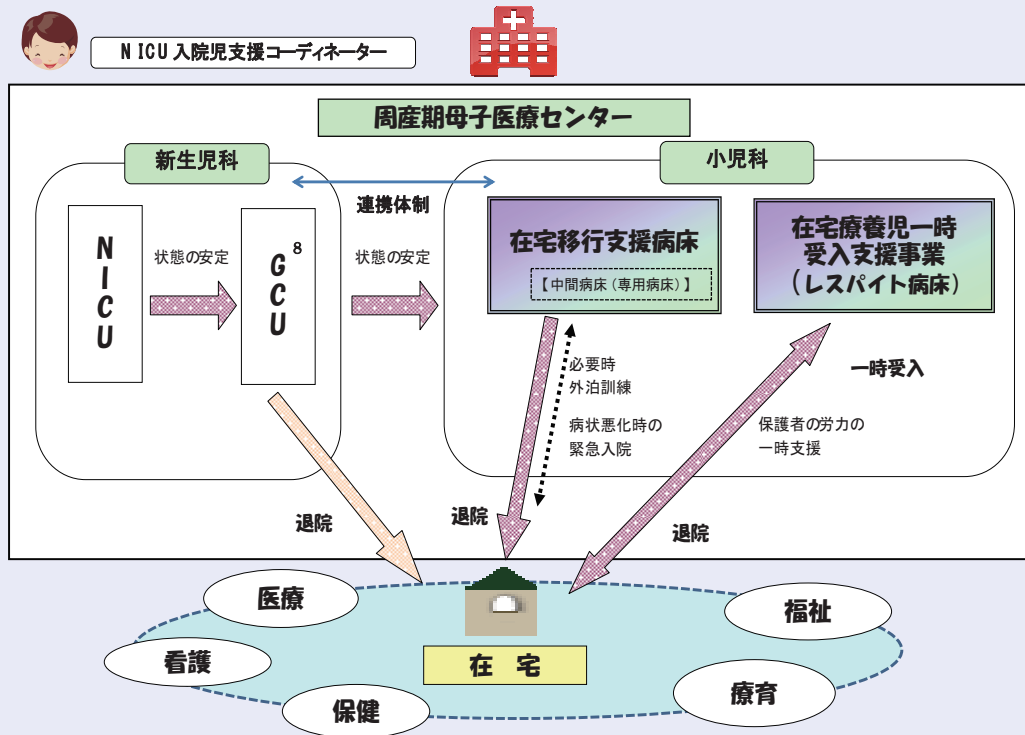 NICU入院児支援コーディネーター
周産期母子医療センター
新生児科
小児科
連携体制
NICU
状態の安定
GCU8
状態の安定
在宅移行支援病床
【中間病床(専用病床)】
在宅療養児一時
受入支援事業
(レスパイト病床)
必要時
外泊訓練
病状悪化時の
緊急入院
一時受入
保護者の労力の
一時支援
退院
退院
退院
医療
福祉
看護
在 宅
保健
療育